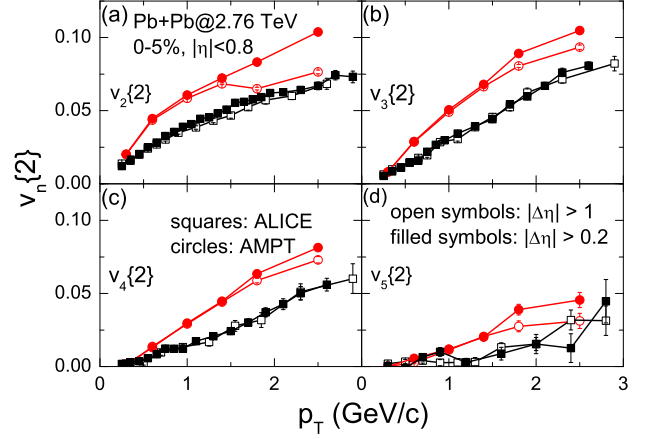 (a) Pb+Pb@2.76 TeV
0-5%, |η|<0.8
v2{2}
(b)
v3{2}
0.10
0.05
0.00
vn{2}
(c)
squares: ALICE
circles: AMPT
v4{2}
(d)
open symbols: |Δη| > 1
filled symbols: |Δη| > 0.2
v5{2}
0.10
0.05
0.00
0 1 2 0 1 2 3
pT (GeV/c)